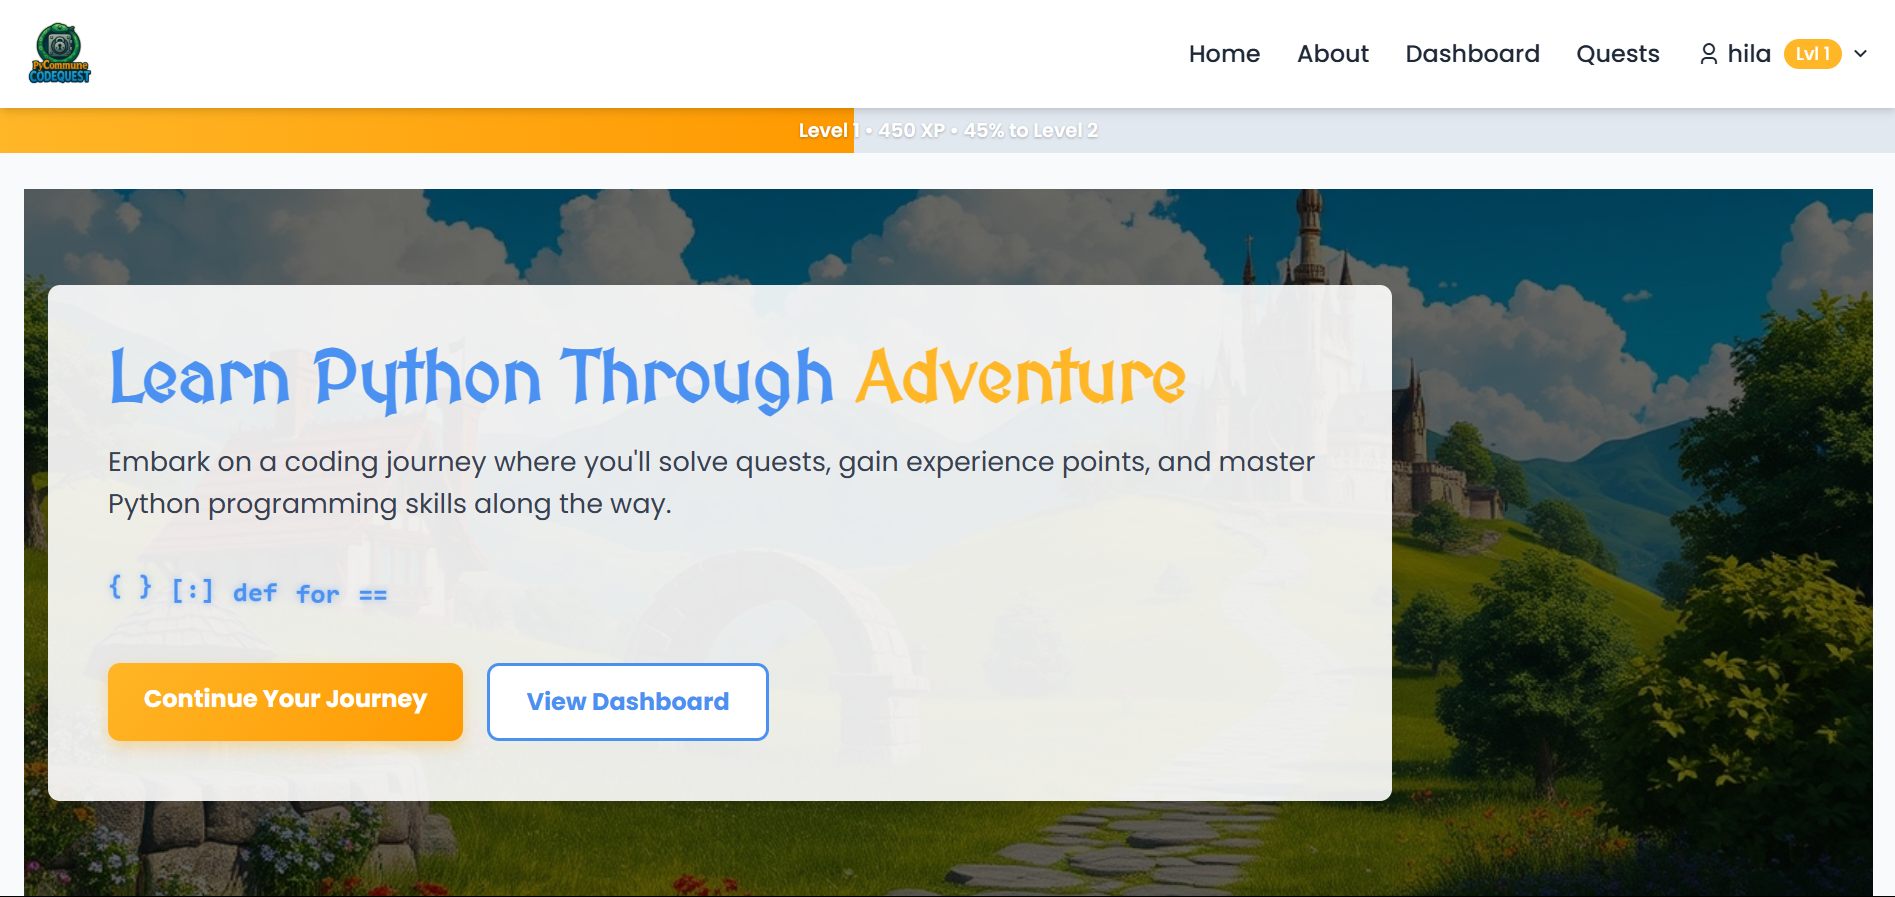 PyCommune
CODEQUEST
Home About Dashboard Quests hila Lvl 1
Level 1 • 450 XP • 45% to Level 2
Learn Python Through Adventure
Embark on a coding journey where you'll solve quests, gain experience points, and master
Python programming skills along the way.
{ } [:] def for ==
Continue Your Journey View Dashboard